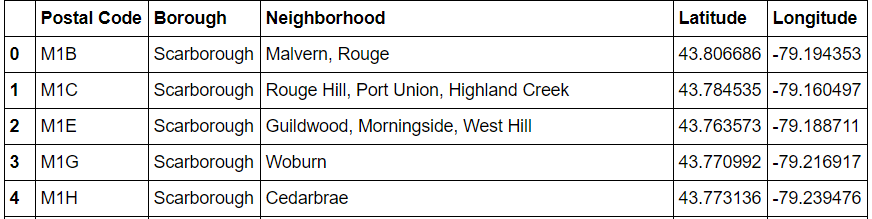 Postal Code Borough Neighborhood Latitude Longitude
0 M1B Scarborough Malvern, Rouge 43.806686 -79.194353
1 M1C Scarborough Rouge Hill, Port Union, Highland Creek 43.784535 -79.160497
2 M1E Scarborough Guildwood, Morningside, West Hill 43.763573 -79.188711
3 M1G Scarborough Woburn 43.770992 -79.216917
4 M1H Scarborough Cedarbrae 43.773136 -79.239476